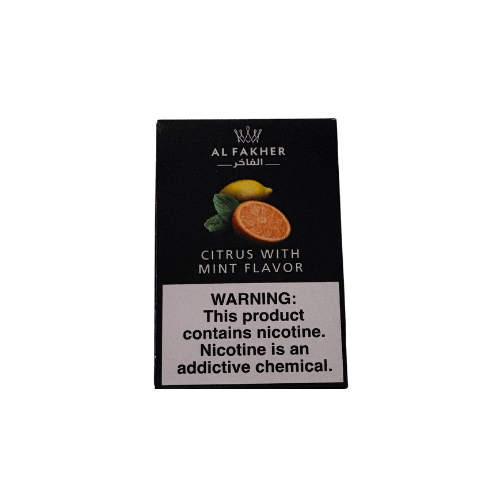 AL FAKHER
الفاخر
CITRUS WITH
MINT FLAVOR
WARNING:
This product
contains nicotine.
Nicotine is an
addictive chemical.